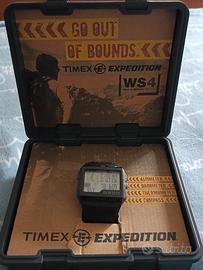 GO OUT
OF BOUNDS.
TIMEX E EXPEDITION
WS4
ALTIMETER
BAROMETER
THERMOMETER
COMPASS
TIMEX E EXPEDITION